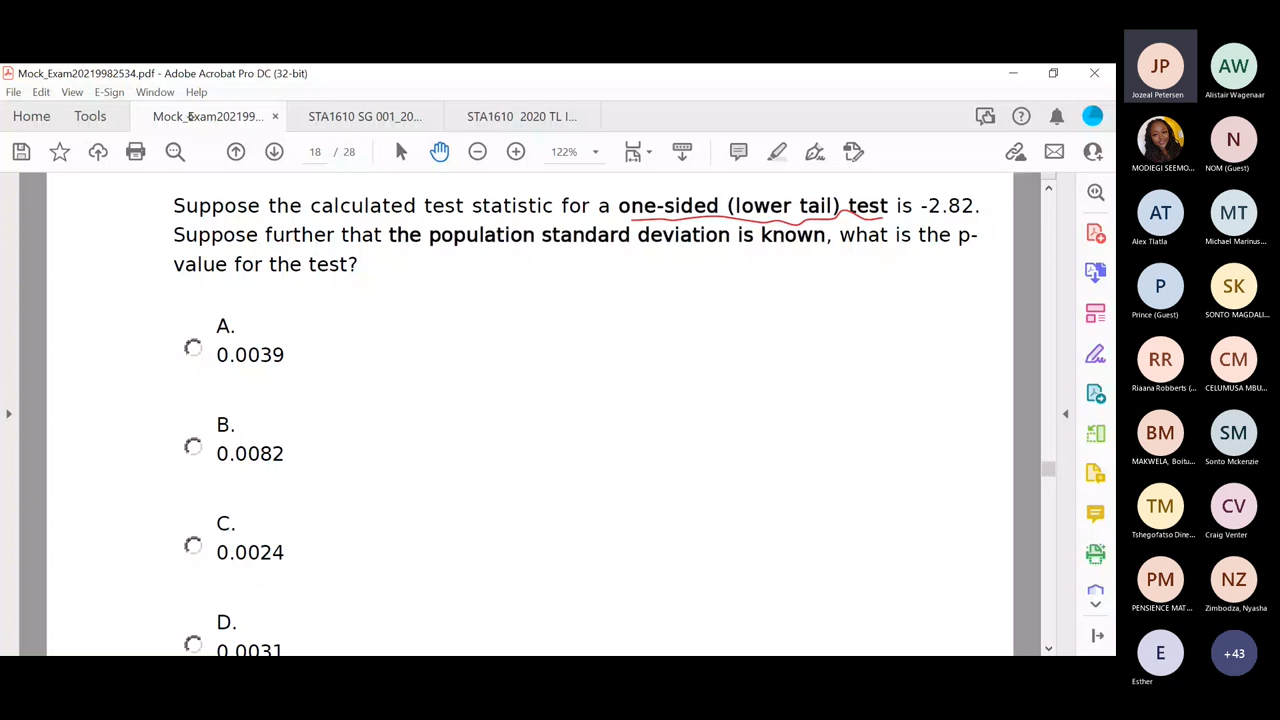 Mock_Exam20219982534.pdf - Adobe Acrobat Pro DC (32-bit)
File Edit View Window Help
Home Tools Mock_Exam202199... × STA1610 SG 001_20... STA1610 2020 TL I...
18 / 28 122%
Suppose the calculated test statistic for a one-sided (lower tail) test is -2.82.
Suppose further that the population standard deviation is known, what is the p-
value for the test?
A.
0.0039
B.
0.0082
C.
0.0024
D.
0.0031
JP AW
Jozeal Petersen Alistair Wagenaar
N
MODIEGI SEEMO... NOM (Guest)
AT MT
Alex Tlatla Michael Marinus...
P SK
Prince (Guest) SONTO MAGDALI...
RR CM
Riaana Robberts (... CELUMUSA MBU...
BM SM
MAKWELA, Boitu... Sonto Mckenzie
TM CV
Tshegofatso Dine... Craig Venter
PM NZ
PENSIENCE MAT... Zimbodza, Nyasha
E +43
Esther